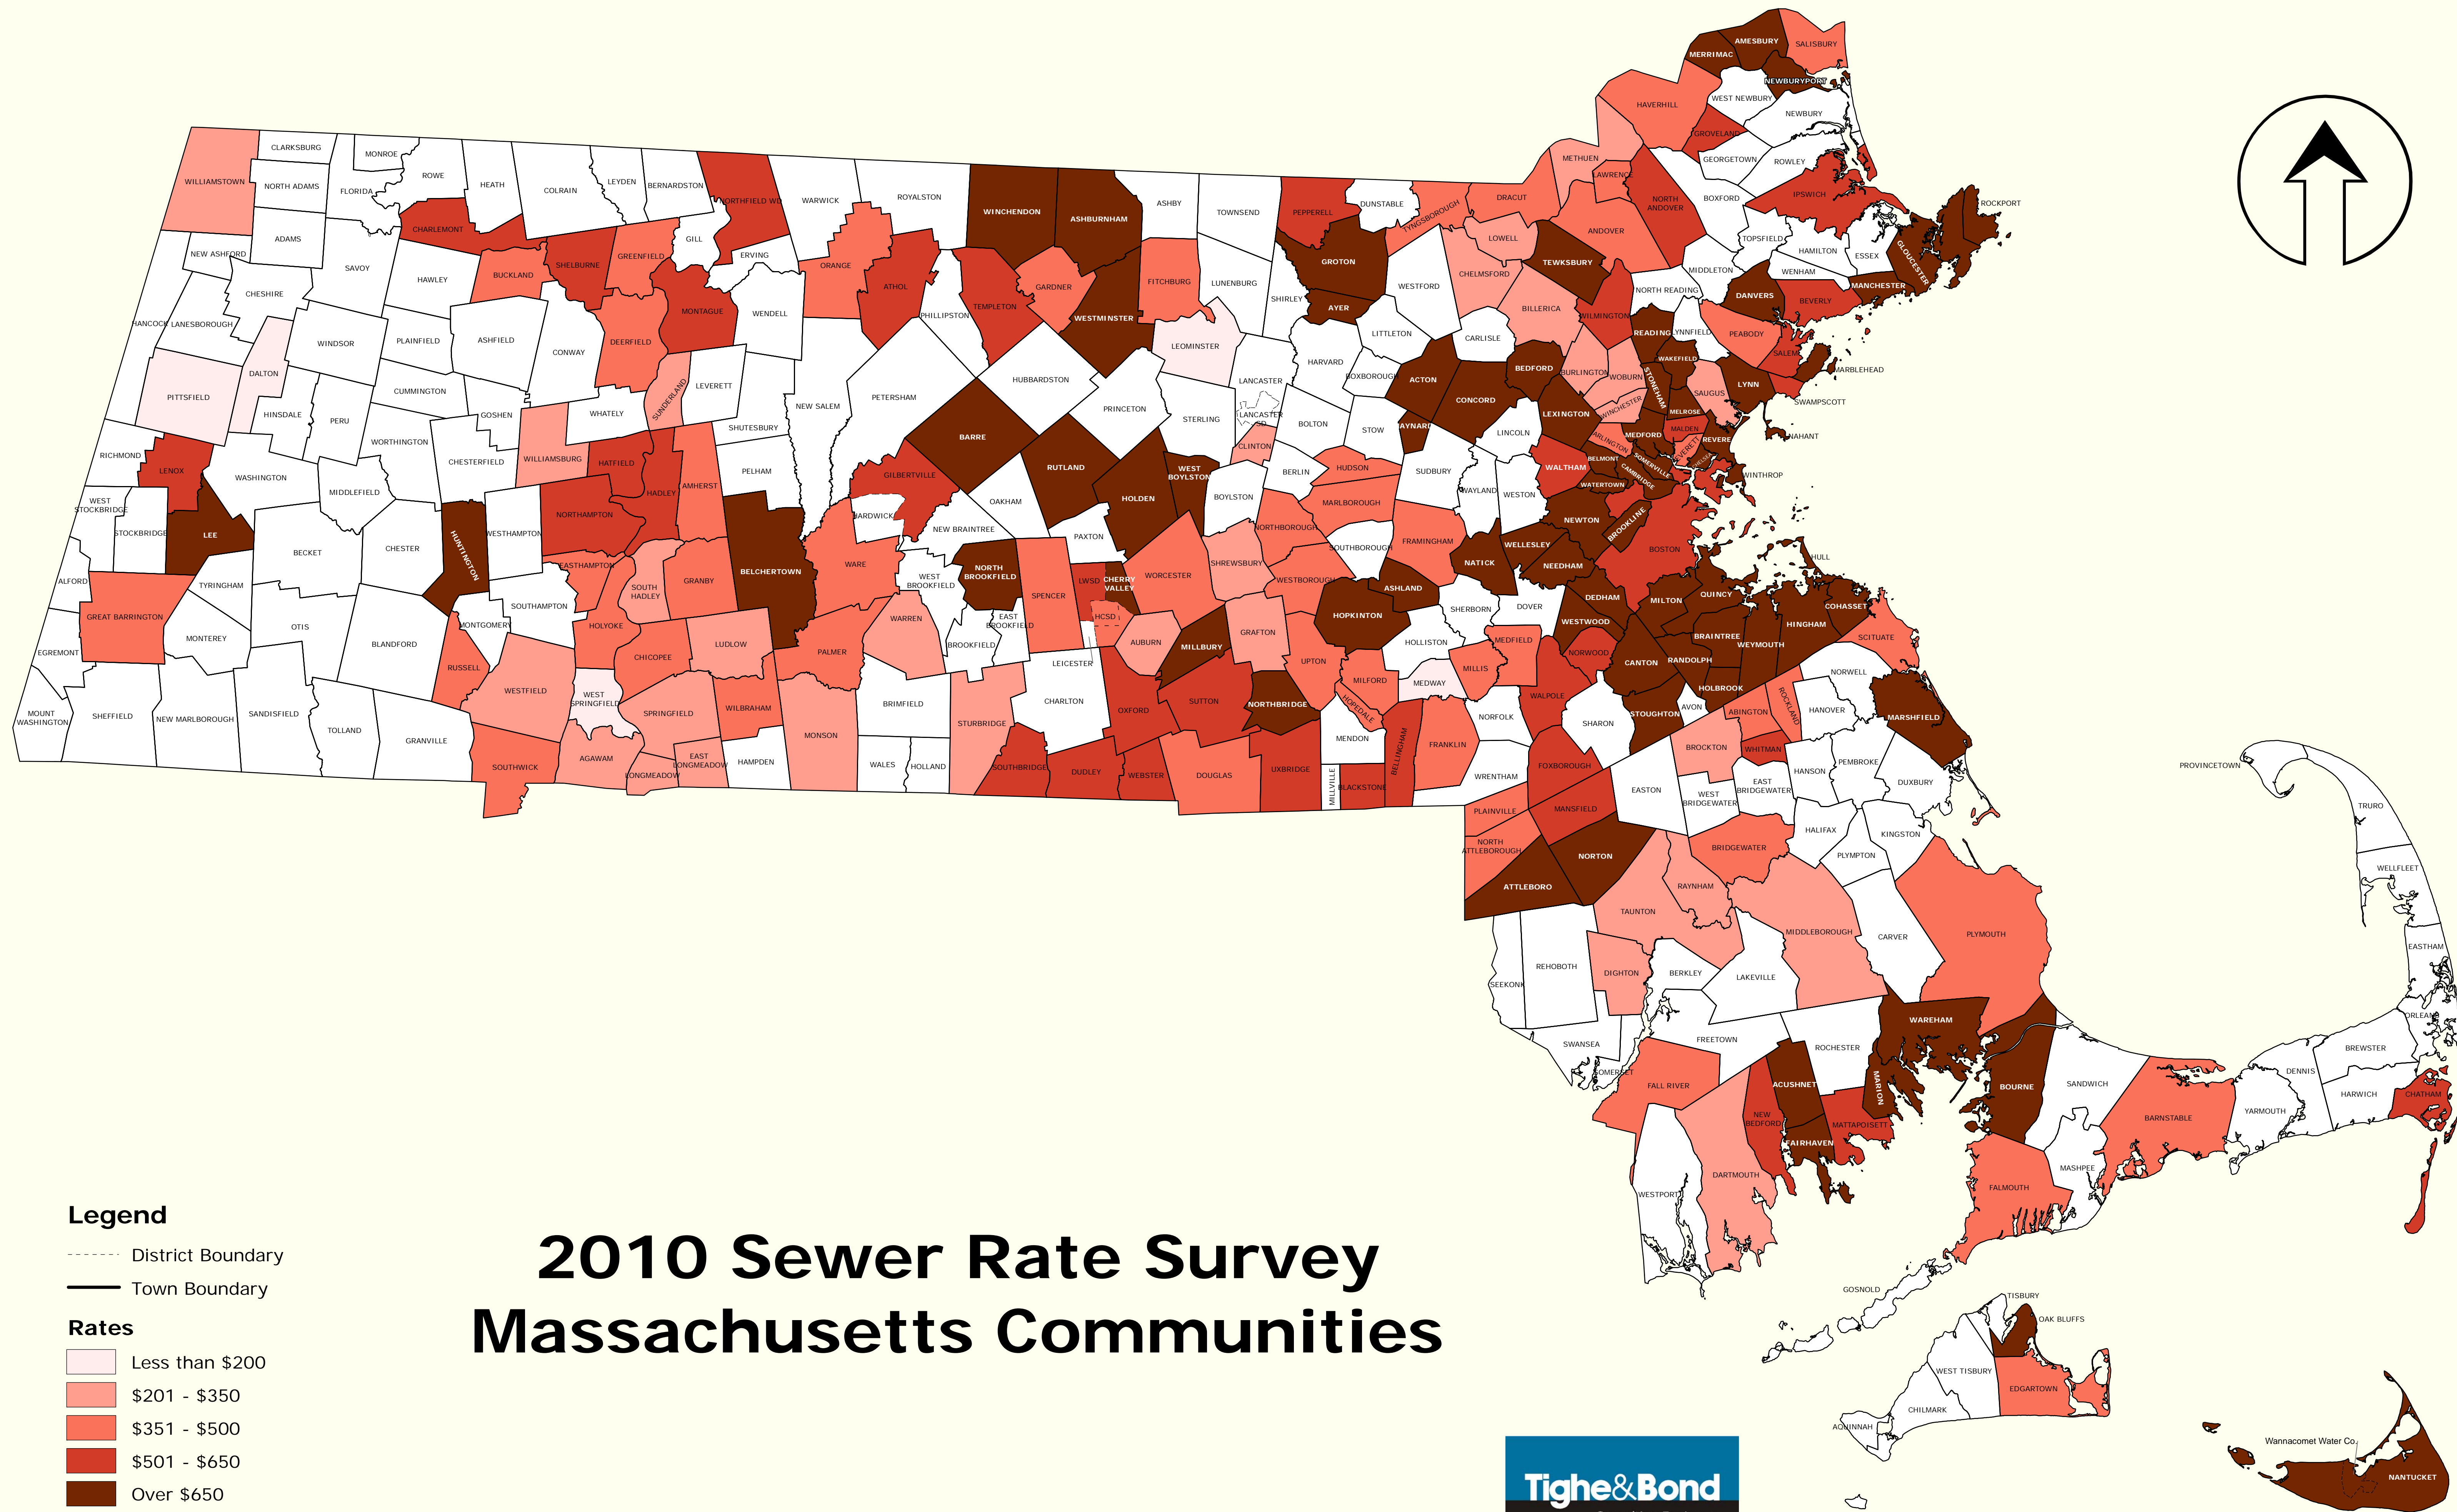 AMESBURY
SALISBURY
MERRIMAC
NEWBURYPORT
HAVERHILL
WEST NEWBURY
NEWBURY
GROVELAND
GEORGETOWN
ROWLEY
METHUEN
LAWRENCE
NORTH
ANDOVER
BOXFORD
IPSWICH
ROCKPORT
CLARKSBURG
MONROE
ROWE
HEATH
COLRAIN
LEYDEN
BERNARDSTON
NORTHFIELD WD
WARWICK
ROYALSTON
WINCHENDON
ASHBURNHAM
ASHBY
TOWNSEND
PEPPERELL
DUNSTABLE
TYNGSBOROUGH
DRACUT
ANDOVER
WILLIAMSTOWN
NORTH ADAMS
FLORIDA
CHARLEMONT
TOPSFIELD
HAMILTON
ESSEX
GLOUCESTER
ADAMS
NEW ASHFORD
SAVOY
HAWLEY
BUCKLAND
SHELBURNE
GREENFIELD
GILL
ERVING
ORANGE
ATHOL
TEMPLETON
GARDNER
WESTMINSTER
FITCHBURG
LUNENBURG
SHIRLEY
GROTON
AYER
WESTFORD
CHELMSFORD
LOWELL
TEWKSBURY
BILLERICA
WILMINGTON
NORTH READING
MIDDLETON
WENHAM
DANVERS
MANCHESTER
BEVERLY
CHESHIRE
HANCOCK
LANESBOROUGH
WINDSOR
PLAINFIELD
ASHFIELD
CONWAY
DEERFIELD
MONTAGUE
WENDELL
PHILLIPSTON
LEOMINSTER
LITTLETON
CARLISLE
READING
LYNNFIELD
PEABODY
SALEM
MARBLEHEAD
SWAMPSCOTT
NAHANT
DALTON
PITTSFIELD
HINSDALE
PERU
CUMMINGTON
GOSHEN
WHATELY
SUNDERLAND
LEVERETT
SHUTESBURY
NEW SALEM
PETERSHAM
HUBBARDSTON
PRINCETON
STERLING
LANCASTER
LANCASTER
SD
HARVARD
BOXBOROUGH
ACTON
BEDFORD
BURLINGTON
WOBURN
WAKEFIELD
STONEHAM
SAUGUS
LYNN
BOLTON
STOW
MAYNARD
CONCORD
LINCOLN
LEXINGTON
WINCHESTER
MELROSE
MALDEN
MEDFORD
ARLINGTON
EVERETT
REVERE
CHELSEA
WINTHROP
RICHMOND
LENOX
WASHINGTON
MIDDLEFIELD
WORTHINGTON
CHESTERFIELD
WILLIAMSBURG
HATFIELD
HADLEY
AMHERST
PELHAM
BARRE
GILBERTVILLE
RUTLAND
HOLDEN
WEST
BOYLSTON
CLINTON
BOYLSTON
BERLIN
HUDSON
SUDBURY
WAYLAND
WESTON
WALTHAM
BELMONT
WATERTOWN
CAMBRIDGE
SOMERVILLE
WEST
STOCKBRIDGE
STOCKBRIDGE
LEE
BECKET
CHESTER
HUNTINGTON
WESTHAMPTON
NORTHAMPTON
EASTHAMPTON
BELCHERTOWN
WARE
HARDWICK
NEW BRAINTREE
OAKHAM
PAXTON
WORCESTER
SHREWSBURY
NORTHBOROUGH
MARLBOROUGH
SOUTHBOROUGH
FRAMINGHAM
NATICK
WELLESLEY
NEWTON
BROOKLINE
BOSTON
NEEDHAM
HULL
ALFORD
TYRINGHAM
GREAT BARRINGTON
MONTEREY
OTIS
BLANDFORD
MONTGOMERY
SOUTHAMPTON
SOUTH
HADLEY
GRANBY
HOLYOKE
CHICOPEE
LUDLOW
PALMER
WARREN
WEST
BROOKFIELD
NORTH
BROOKFIELD
EAST
BROOKFIELD
BROOKFIELD
SPENCER
LWSD
CHERRY
VALLEY
HCSD
LEICESTER
AUBURN
MILLBURY
GRAFTON
WESTBOROUGH
HOPKINTON
ASHLAND
SHERBORN
DOVER
DEDHAM
WESTWOOD
MILTON
QUINCY
BRAINTREE
WEYMOUTH
HINGHAM
COHASSET
SCITUATE
EGREMONT
MOUNT
WASHINGTON
SHEFFIELD
NEW MARLBOROUGH
SANDISFIELD
TOLLAND
GRANVILLE
RUSSELL
WESTFIELD
WEST
SPRINGFIELD
SPRINGFIELD
WILBRAHAM
MONSON
BRIMFIELD
STURBRIDGE
CHARLTON
OXFORD
SUTTON
NORTHBRIDGE
UPTON
MILFORD
HOPEDALE
HOLLISTON
MEDWAY
MILLIS
MEDFIELD
NORWOOD
WALPOLE
CANTON
RANDOLPH
HOLBROOK
STOUGHTON
AVON
ROCKLAND
ABINGTON
NORWELL
HANOVER
MARSHFIELD
SOUTHWICK
AGAWAM
LONGMEADOW
EAST
LONGMEADOW
HAMPDEN
WALES
HOLLAND
SOUTHBRIDGE
DUDLEY
WEBSTER
DOUGLAS
UXBRIDGE
MENDON
MILLVILLE
BLACKSTONE
BELLINGHAM
FRANKLIN
NORFOLK
WRENTHAM
FOXBOROUGH
SHARON
BROCKTON
WHITMAN
HANSON
PEMBROKE
DUXBURY
PLAINVILLE
MANSFIELD
EASTON
WEST
BRIDGEWATER
EAST
BRIDGEWATER
HALIFAX
KINGSTON
PLYMPTON
NORTH
ATTLEBOROUGH
NORTON
ATTLEBORO
BRIDGEWATER
RAYNHAM
TAUNTON
MIDDLEBOROUGH
CARVER
PLYMOUTH
REHOBOTH
SEEKONK
DIGHTON
BERKLEY
LAKEVILLE
SWANSEA
SOMERSET
FREETOWN
ROCHESTER
WAREHAM
FALL RIVER
ACUSHNET
NEW
BEDFORD
MARION
MATTAPOISETT
FAIRHAVEN
DARTMOUTH
WESTPORT
PROVINCETOWN
TRURO
WELLFLEET
EASTHAM
ORLEANS
BREWSTER
DENNIS
HARWICH
CHATHAM
YARMOUTH
BARNSTABLE
SANDWICH
BOURNE
MASHPEE
FALMOUTH
GOSNOLD
TISBURY
OAK BLUFFS
WEST TISBURY
EDGARTOWN
CHILMARK
AQUINNAH
Wannacomet Water Co.
NANTUCKET
Legend
District Boundary
Town Boundary
Rates
Less than $200
$201 - $350
$351 - $500
$501 - $650
Over $650
2010 Sewer Rate Survey
Massachusetts Communities
Tighe&Bond